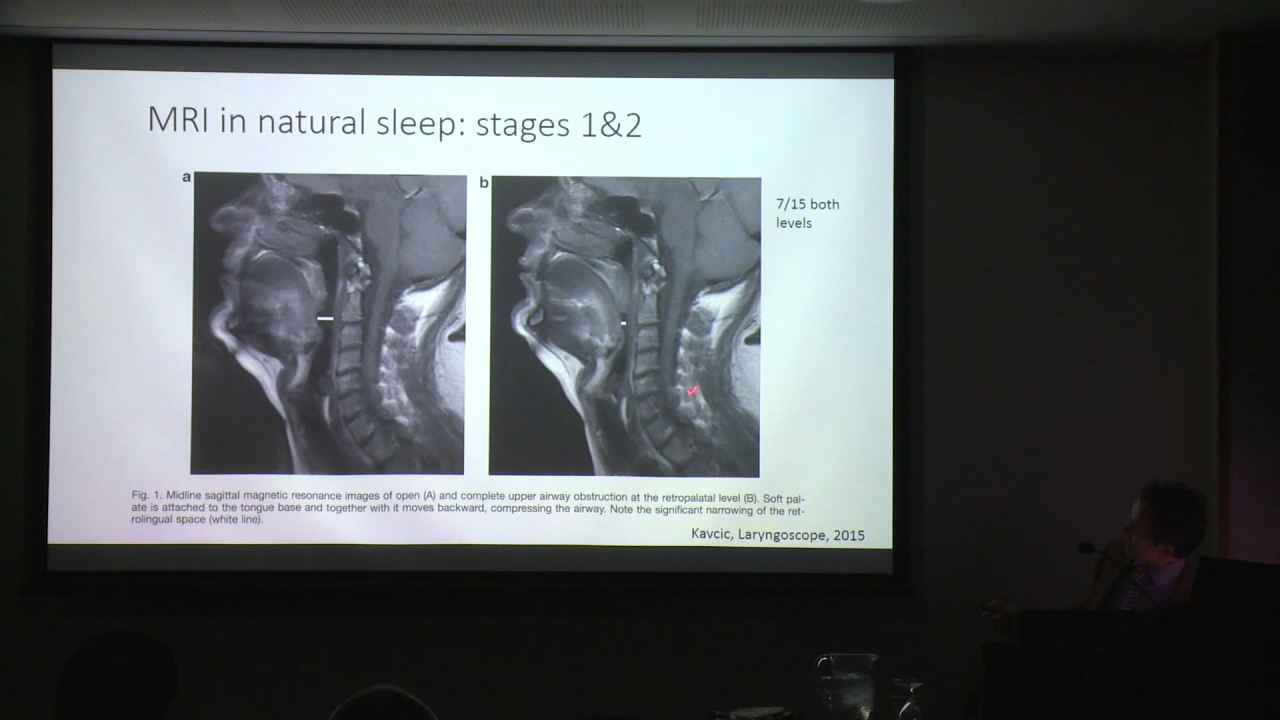 MRI in natural sleep: stages 1&2
a
b
7/15 both
levels
Fig. 1. Midline sagittal magnetic resonance images of open (A) and complete upper airway obstruction at the retropalatal level (B). Soft pal-
ate is attached to the tongue base and together with it moves backward, compressing the airway. Note the significant narrowing of the ret-
rolingual space (white line).
Kavcic, Laryngoscope, 2015